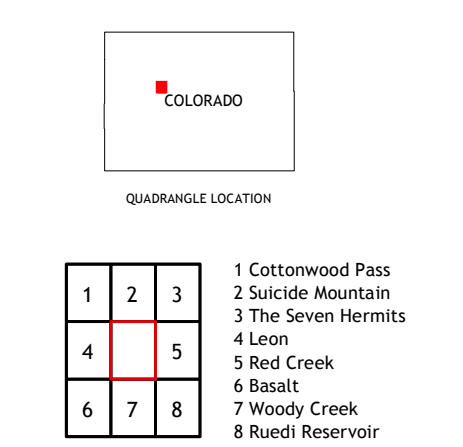 COLORADO
QUADRANGLE LOCATION
1 2 3
4 5
6 7 8
1 Cottonwood Pass
2 Suicide Mountain
3 The Seven Hermits
4 Leon
5 Red Creek
6 Basalt
7 Woody Creek
8 Ruedi Reservoir